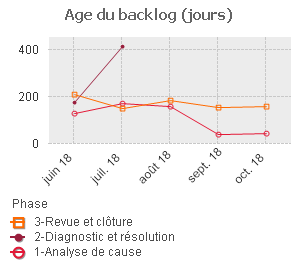 Age du backlog (jours)
400
200
0
juin 18
juil. 18
août 18
sept. 18
oct. 18
Phase
3-Revue et clôture
2-Diagnostic et résolution
1-Analyse de cause